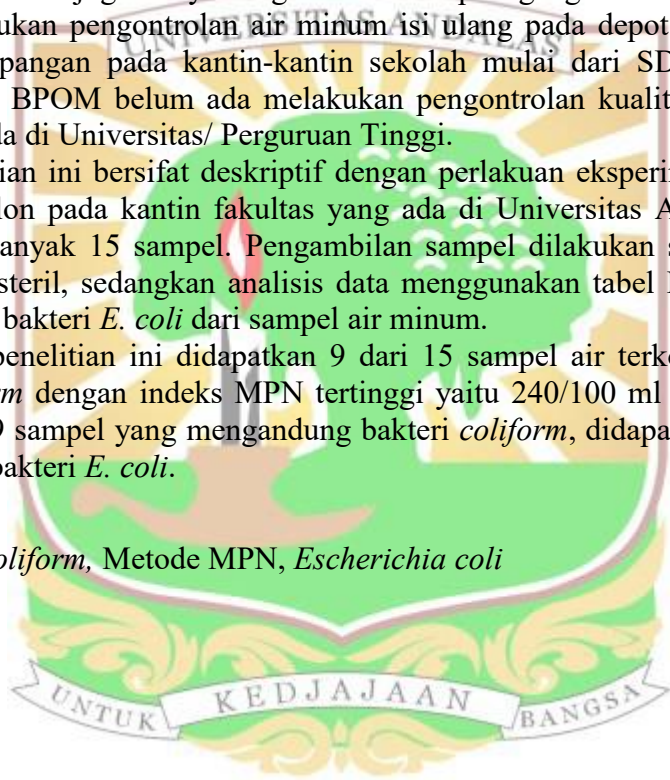 UNIVERSITAS ANDALAS
ukan pengontrolan air minum isi ulang pada depot
pangan pada kantin-kantin sekolah mulai dari SD
BPOM belum ada melakukan pengontrolan kualit
la di Universitas/ Perguruan Tinggi.
ian ini bersifat deskriptif dengan perlakuan eksperi
lon pada kantin fakultas yang ada di Universitas A
anyak 15 sampel. Pengambilan sampel dilakukan s
steril, sedangkan analisis data menggunakan tabel
bakteri E. coli dari sampel air minum.
penelitian ini didapatkan 9 dari 15 sampel air terk
rm dengan indeks MPN tertinggi yaitu 240/100 ml
9 sampel yang mengandung bakteri coliform, didapa
bakteri E. coli.
oliform, Metode MPN, Escherichia coli
UNTUK KEDJAJAAN BANGSA